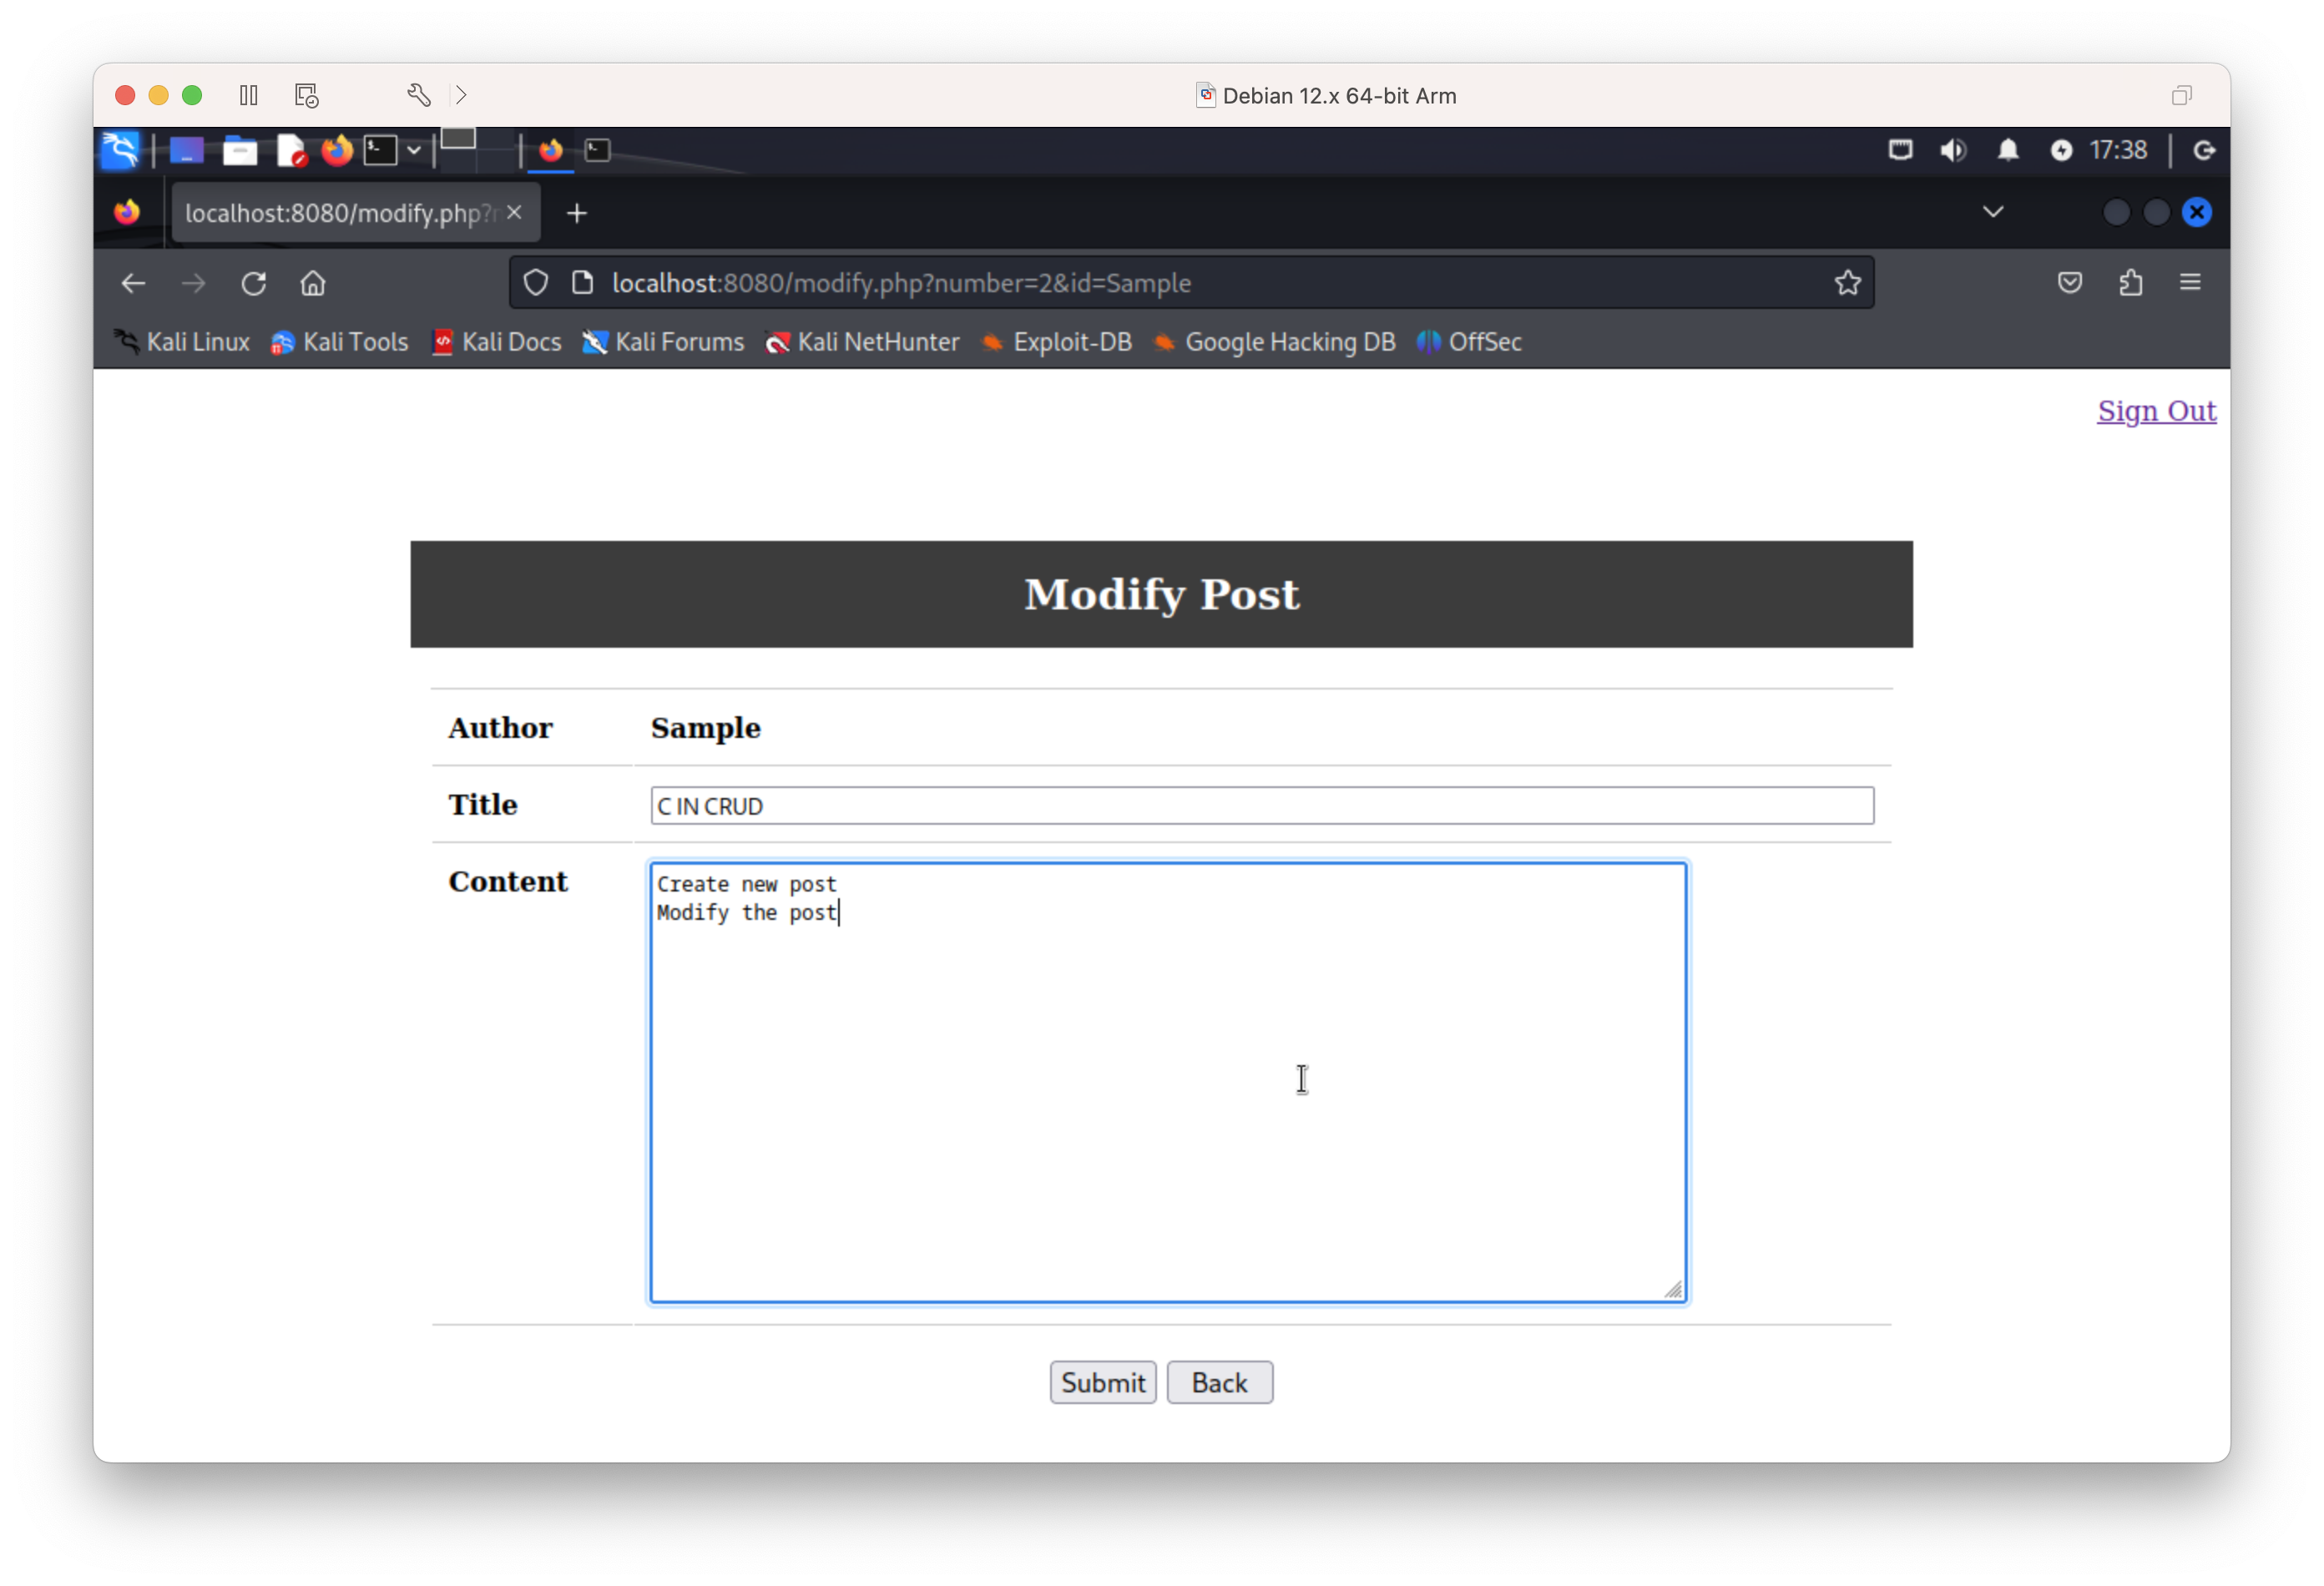 Debian 12.x 64-bit Arm
17:38
localhost:8080/modify.php?
localhost:8080/modify.php?number=2&id=Sample
Kali Linux Kali Tools Kali Docs Kali Forums Kali NetHunter Exploit-DB Google Hacking DB OffSec
Sign Out
Modify Post
Author Sample
Title C IN CRUD
Content Create new post
Modify the post
Submit Back